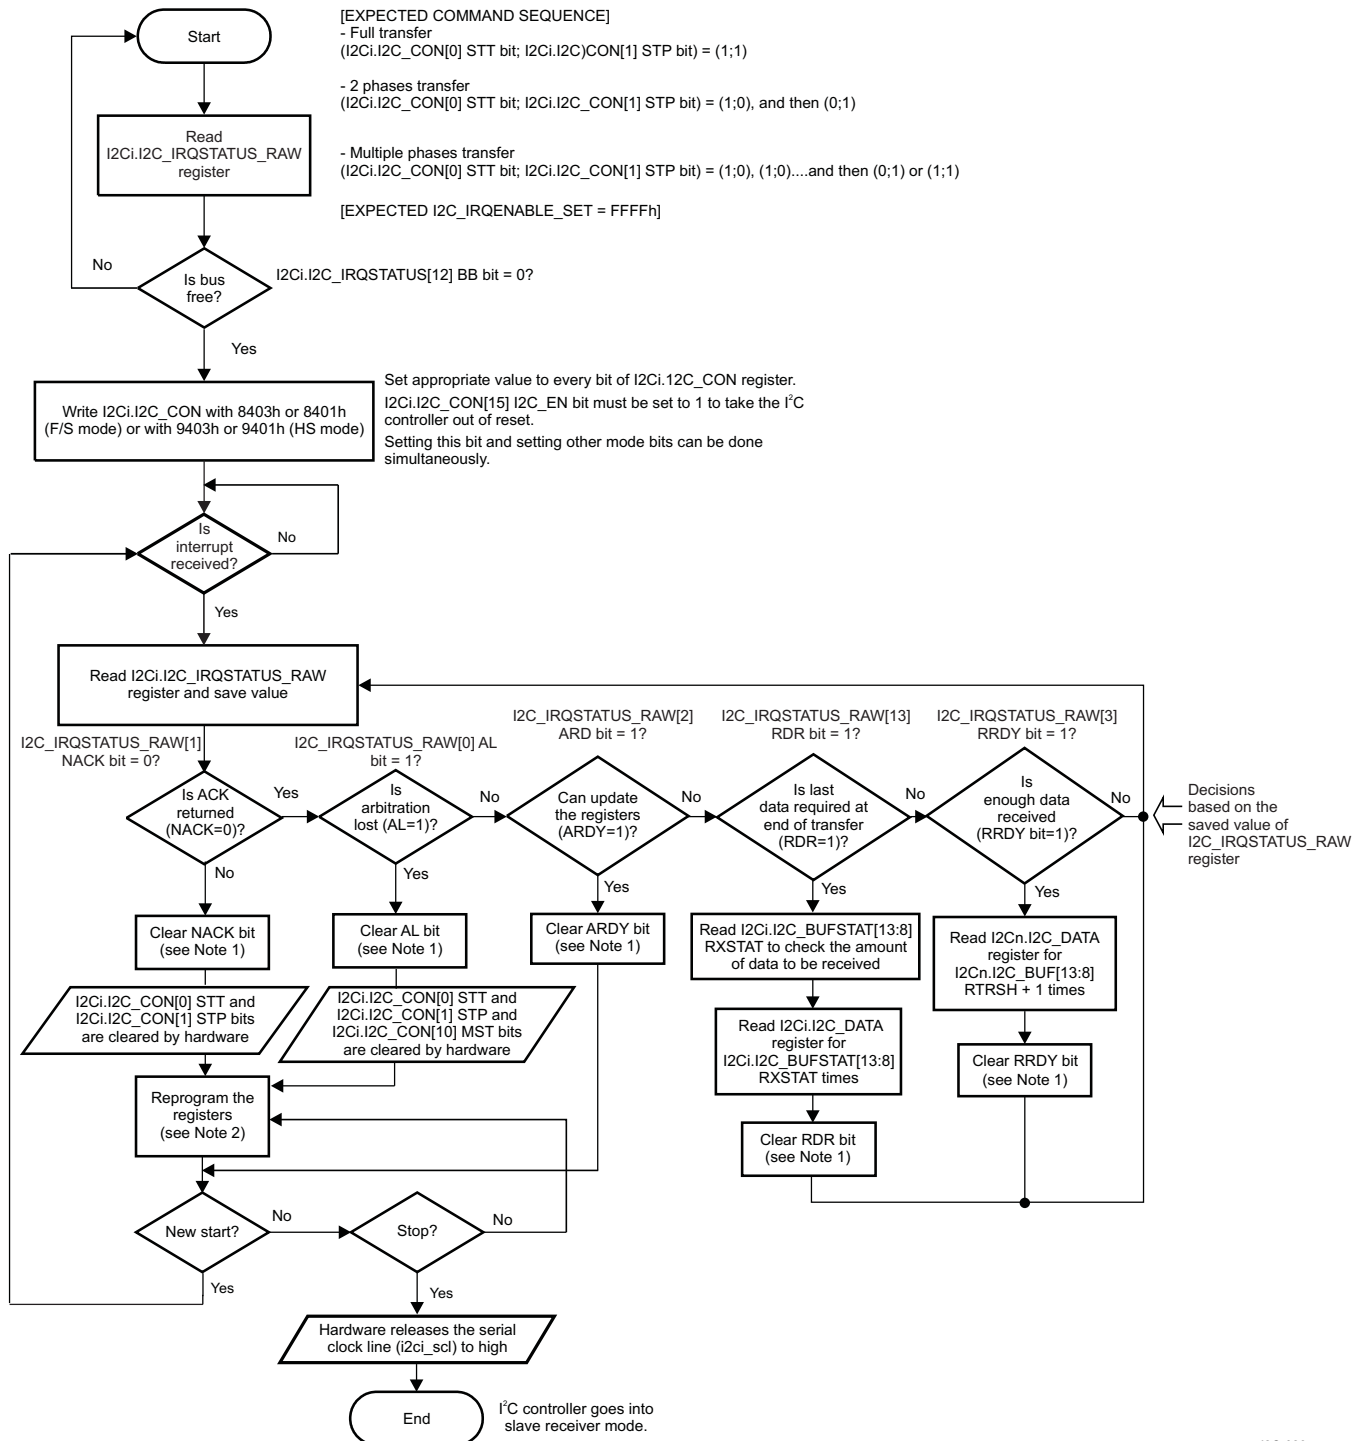 Start
[EXPECTED COMMAND SEQUENCE]
- Full transfer
(I2Ci.I2C_CON[0] STT bit; I2Ci.I2C)CON[1] STP bit) = (1;1)
- 2 phases transfer
(I2Ci.I2C_CON[0] STT bit; I2Ci.I2C_CON[1] STP bit) = (1;0), and then (0;1)
- Multiple phases transfer
(I2Ci.I2C_CON[0] STT bit; I2Ci.I2C_CON[1] STP bit) = (1;0), (1;0)....and then (0;1) or (1;1)
[EXPECTED I2C_IRQENABLE_SET = FFFFh]
Read
I2Ci.I2C_IRQSTATUS_RAW
register
No
Is bus
free?
I2Ci.I2C_IRQSTATUS[12] BB bit = 0?
Yes
Write I2Ci.I2C_CON with 8403h or 8401h
(F/S mode) or with 9403h or 9401h (HS mode)
Set appropriate value to every bit of I2Ci.12C_CON register.
I2Ci.I2C_CON[15] I2C_EN bit must be set to 1 to take the I²C
controller out of reset.
Setting this bit and setting other mode bits can be done
simultaneously.
Is
interrupt
received?
No
Yes
Read I2Ci.I2C_IRQSTATUS_RAW
register and save value
I2C_IRQSTATUS_RAW[1]
NACK bit = 0?
I2C_IRQSTATUS_RAW[0] AL
bit = 1?
I2C_IRQSTATUS_RAW[2]
ARD bit = 1?
I2C_IRQSTATUS_RAW[13]
RDR bit = 1?
I2C_IRQSTATUS_RAW[3]
RRDY bit = 1?
Is ACK
returned
(NACK=0)?
Yes
Is
arbitration
lost (AL=1)?
No
Can update
the registers
(ARDY=1)?
No
Is last
data required at
end of transfer
(RDR=1)?
No
Is
enough data
received
(RRDY bit=1)?
No
Decisions
based on the
saved value of
I2C_IRQSTATUS_RAW
register
No
Yes
Yes
Yes
Yes
Clear NACK bit
(see Note 1)
Clear AL bit
(see Note 1)
Clear ARDY bit
(see Note 1)
Read I2Ci.I2C_BUFSTAT[13:8]
RXSTAT to check the amount
of data to be received
Read I2Cn.I2C_DATA
register for
I2Cn.I2C_BUF[13:8]
RTRSH + 1 times
I2Ci.I2C_CON[0] STT and
I2Ci.I2C_CON[1] STP bits
are cleared by hardware
I2Ci.I2C_CON[0] STT and
I2Ci.I2C_CON[1] STP and
I2Ci.I2C_CON[10] MST bits
are cleared by hardware
Read I2Ci.I2C_DATA
register for
I2Ci.I2C_BUFSTAT[13:8]
RXSTAT times
Clear RRDY bit
(see Note 1)
Reprogram the
registers
(see Note 2)
Clear RDR bit
(see Note 1)
New start?
No
Stop?
No
Yes
Yes
Hardware releases the serial
clock line (i2ci_scl) to high
End
I²C controller goes into
slave receiver mode.